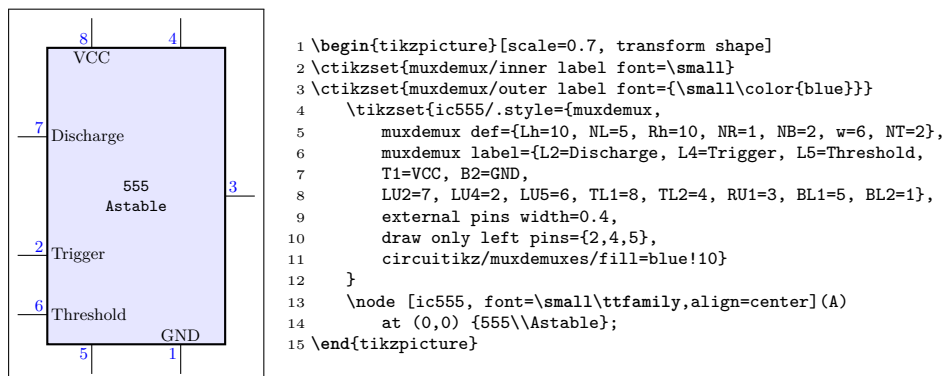 8
4
VCC
7
Discharge
555
Astable
3
2
Trigger
6
Threshold
GND
5
1
1 \begin{tikzpicture}[scale=0.7, transform shape]
2 \ctikzset{muxdemux/inner label font=\small}
3 \ctikzset{muxdemux/outer label font={\small\color{blue}}}
4 \tikzset{ic555/.style={muxdemux,
5 muxdemux def={Lh=10, NL=5, Rh=10, NR=1, NB=2, w=6, NT=2},
6 muxdemux label={L2=Discharge, L4=Trigger, L5=Threshold,
7 T1=VCC, B2=GND,
8 LU2=7, LU4=2, LU5=6, TL1=8, TL2=4, RU1=3, BL1=5, BL2=1},
9 external pins width=0.4,
10 draw only left pins={2,4,5},
11 circuitikz/muxdemuxes/fill=blue!10}
12 }
13 \node [ic555, font=\small\ttfamily,align=center](A)
14 at (0,0) {555\\Astable};
15 \end{tikzpicture}